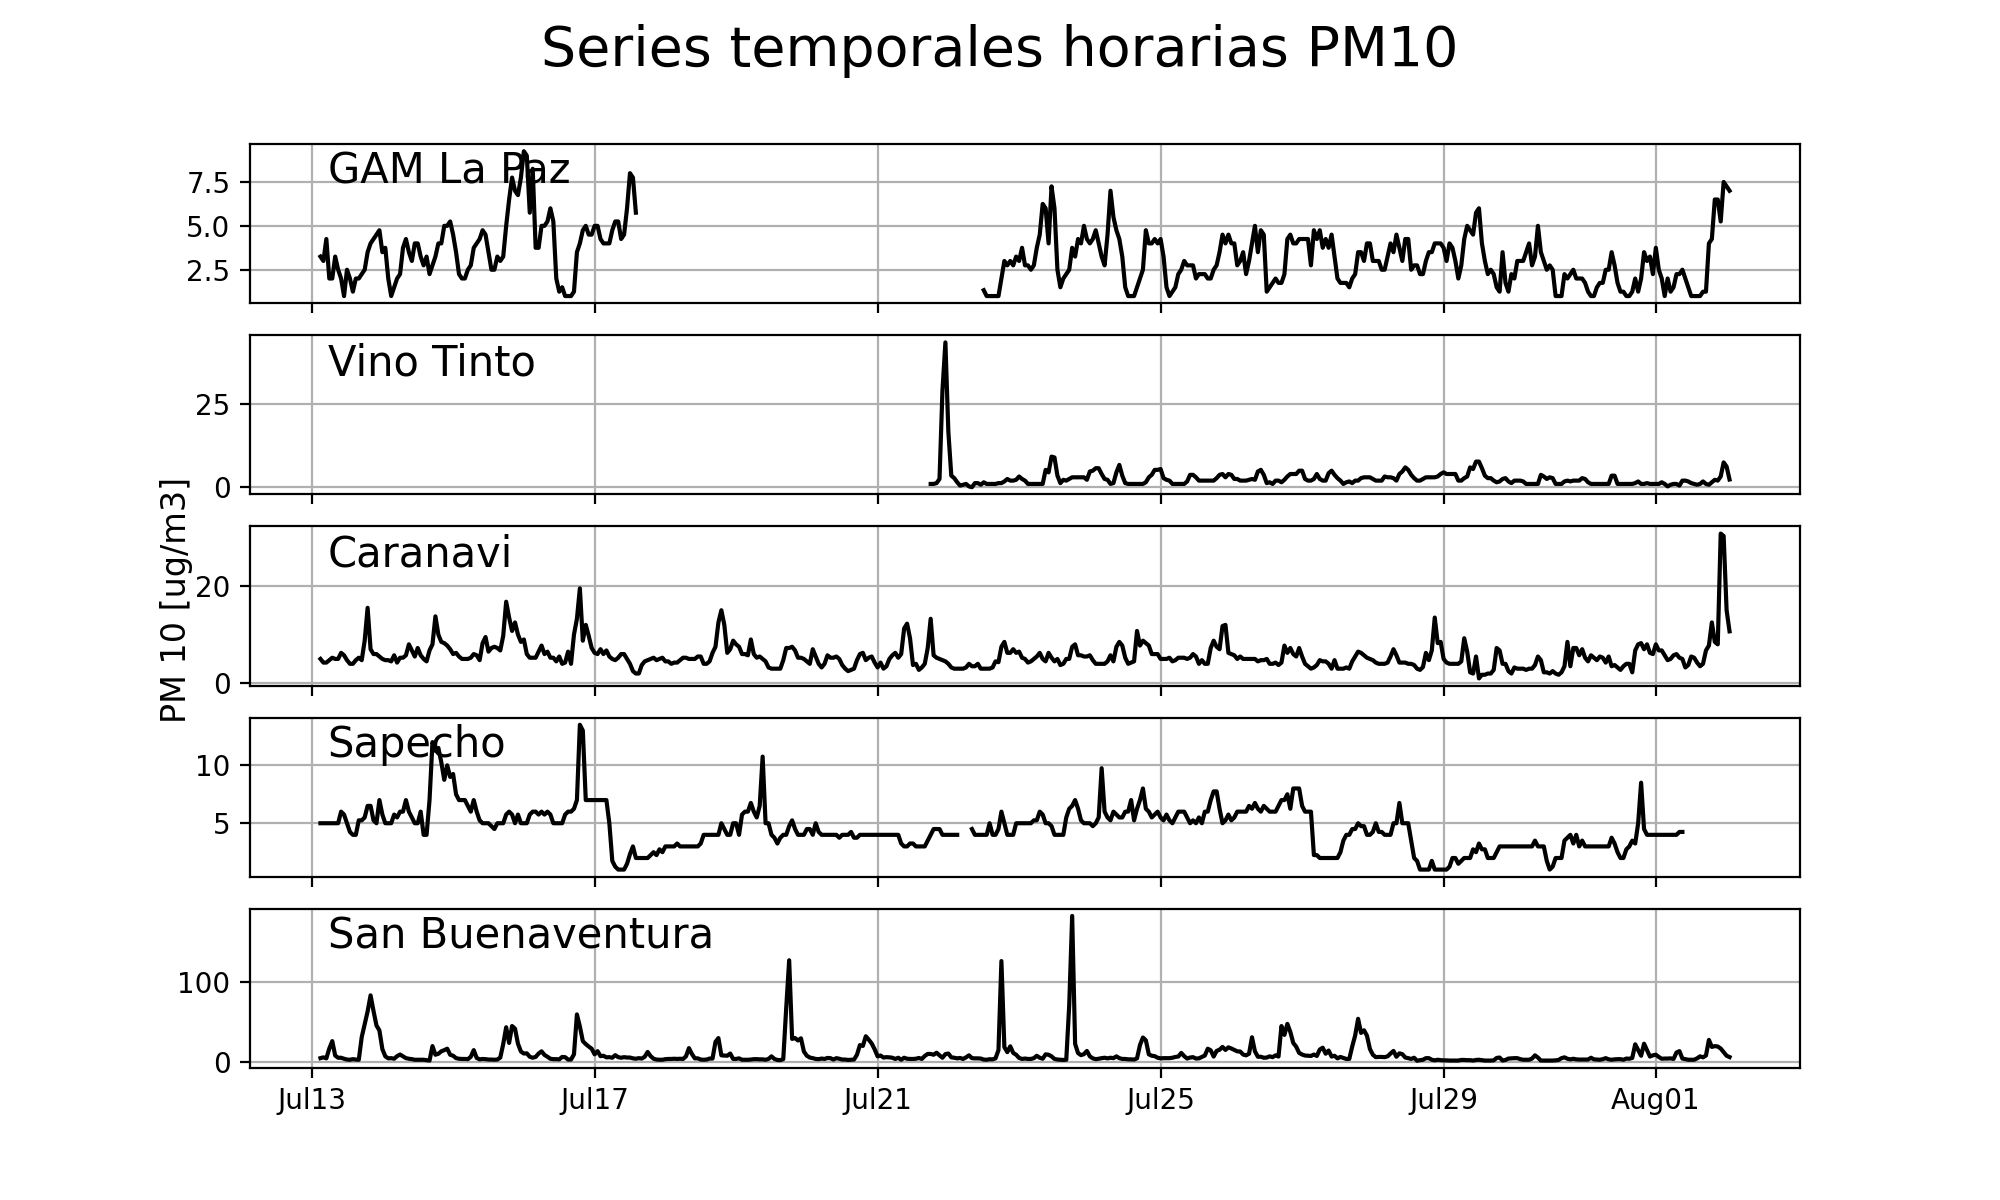 Series temporales horarias PM10
GAM La Paz
7.5
5.0
2.5
Vino Tinto
25
0
PM 10 [ug/m3]
Caranavi
20
0
Sapecho
10
5
San Buenaventura
100
0
Jul13 Jul17 Jul21 Jul25 Jul29 Aug01